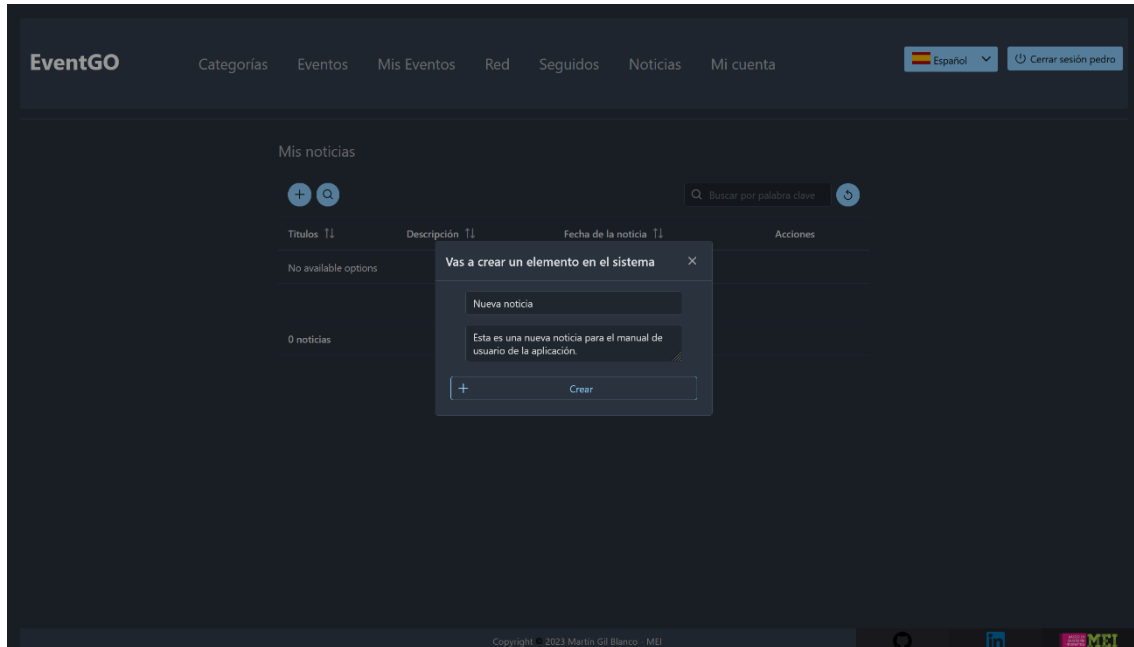 EventGO
Categorías Eventos Mis Eventos Red Seguidos Noticias Mi cuenta
Español
Cerrar sesión pedro
Mis noticias
Buscar por palabra clave
Titulos Descripción Fecha de la noticia Acciones
No available options
0 noticias
Vas a crear un elemento en el sistema
Nueva noticia
Esta es una nueva noticia para el manual de
usuario de la aplicación.
Crear
Copyright © 2023 Martín Gil Blanco - MEI
in
MEI